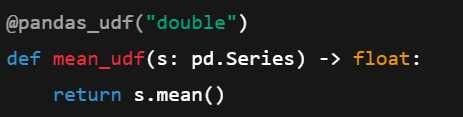 @pandas_udf("double")
def mean_udf(s: pd.Series) -> float:
    return s.mean()